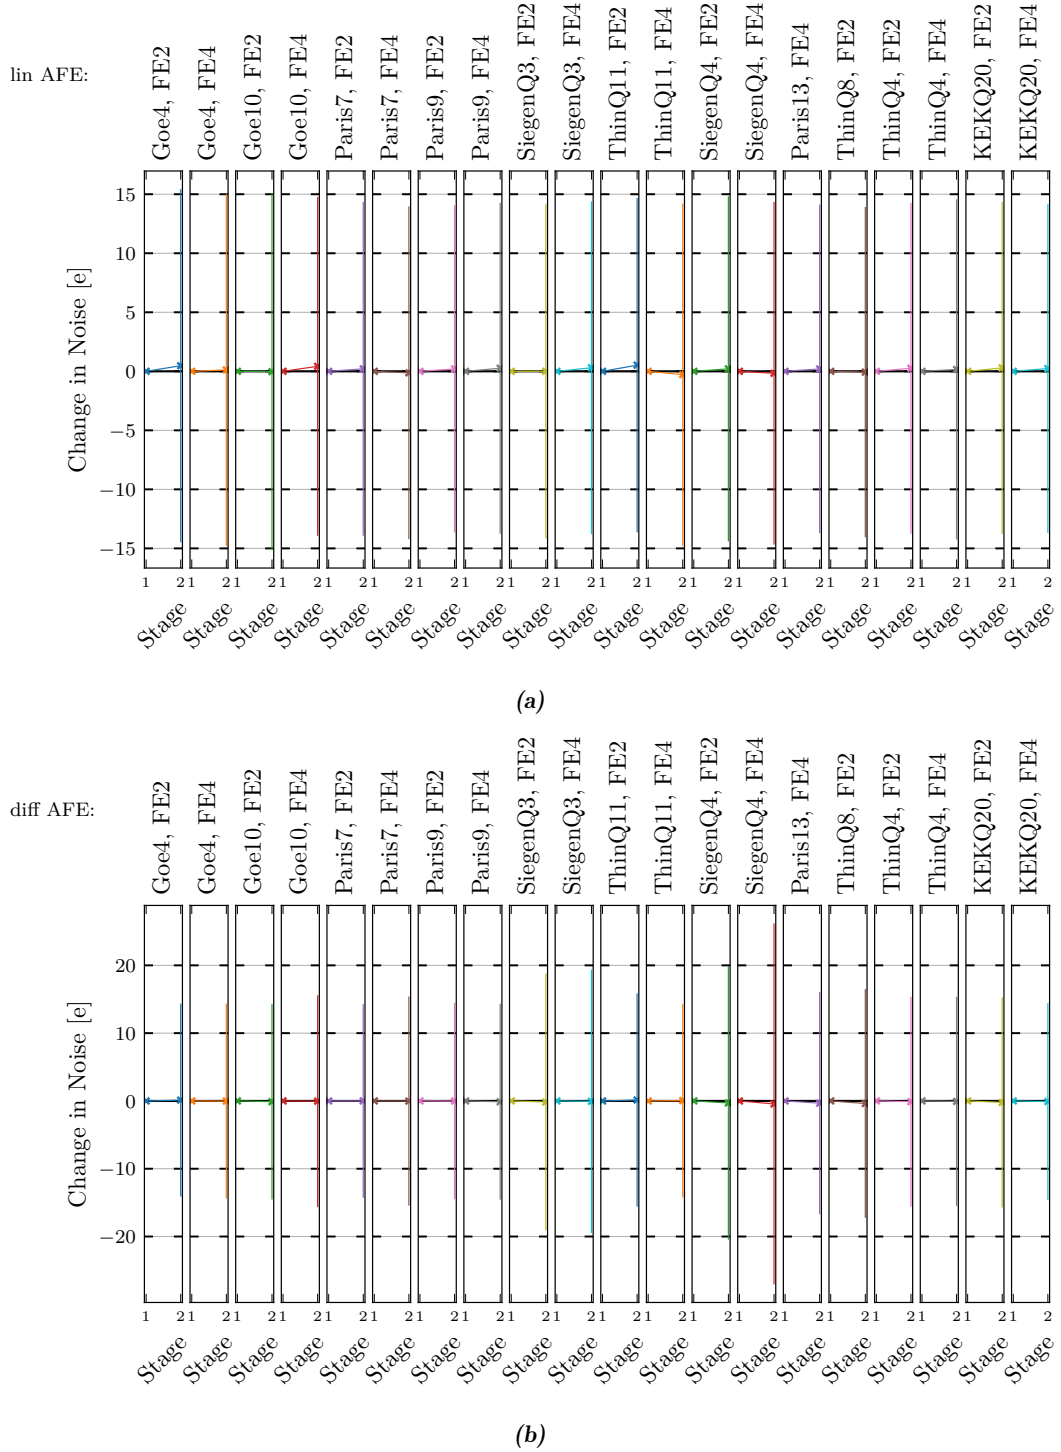 lin AFE:
Goe4, FE2
Goe4, FE4
Goe10, FE2
Goe10, FE4
Paris7, FE2
Paris7, FE4
Paris9, FE2
Paris9, FE4
SiegenQ3, FE2
SiegenQ3, FE4
ThinQ11, FE2
ThinQ11, FE4
SiegenQ4, FE2
SiegenQ4, FE4
Paris13, FE4
ThinQ8, FE2
ThinQ4, FE2
ThinQ4, FE4
KEKQ20, FE2
KEKQ20, FE4
Change in Noise [e]
15
10
5
0
−5
−10
−15
1 21 21 21 21 21 21 21 21 21 21 21 21 21 21 21 21 21 21 21 2
Stage Stage Stage Stage Stage Stage Stage Stage Stage Stage Stage Stage Stage Stage Stage Stage Stage Stage Stage Stage
(a)
diff AFE:
Goe4, FE2
Goe4, FE4
Goe10, FE2
Goe10, FE4
Paris7, FE2
Paris7, FE4
Paris9, FE2
Paris9, FE4
SiegenQ3, FE2
SiegenQ3, FE4
ThinQ11, FE2
ThinQ11, FE4
SiegenQ4, FE2
SiegenQ4, FE4
Paris13, FE4
ThinQ8, FE2
ThinQ4, FE2
ThinQ4, FE4
KEKQ20, FE2
KEKQ20, FE4
Change in Noise [e]
20
10
0
−10
−20
1 21 21 21 21 21 21 21 21 21 21 21 21 21 21 21 21 21 21 21 2
Stage Stage Stage Stage Stage Stage Stage Stage Stage Stage Stage Stage Stage Stage Stage Stage Stage Stage Stage Stage
(b)